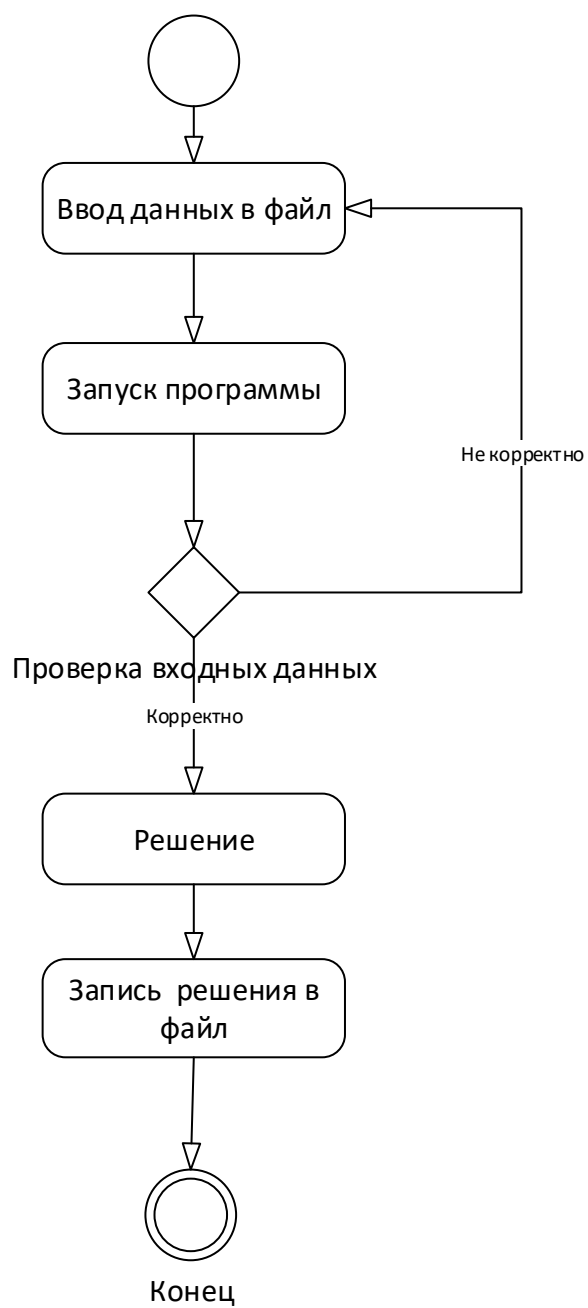 Ввод данных в файл
Запуск программы
Не корректно
Проверка входных данных
Корректно
Решение
Запись  решения в
файл
Конец